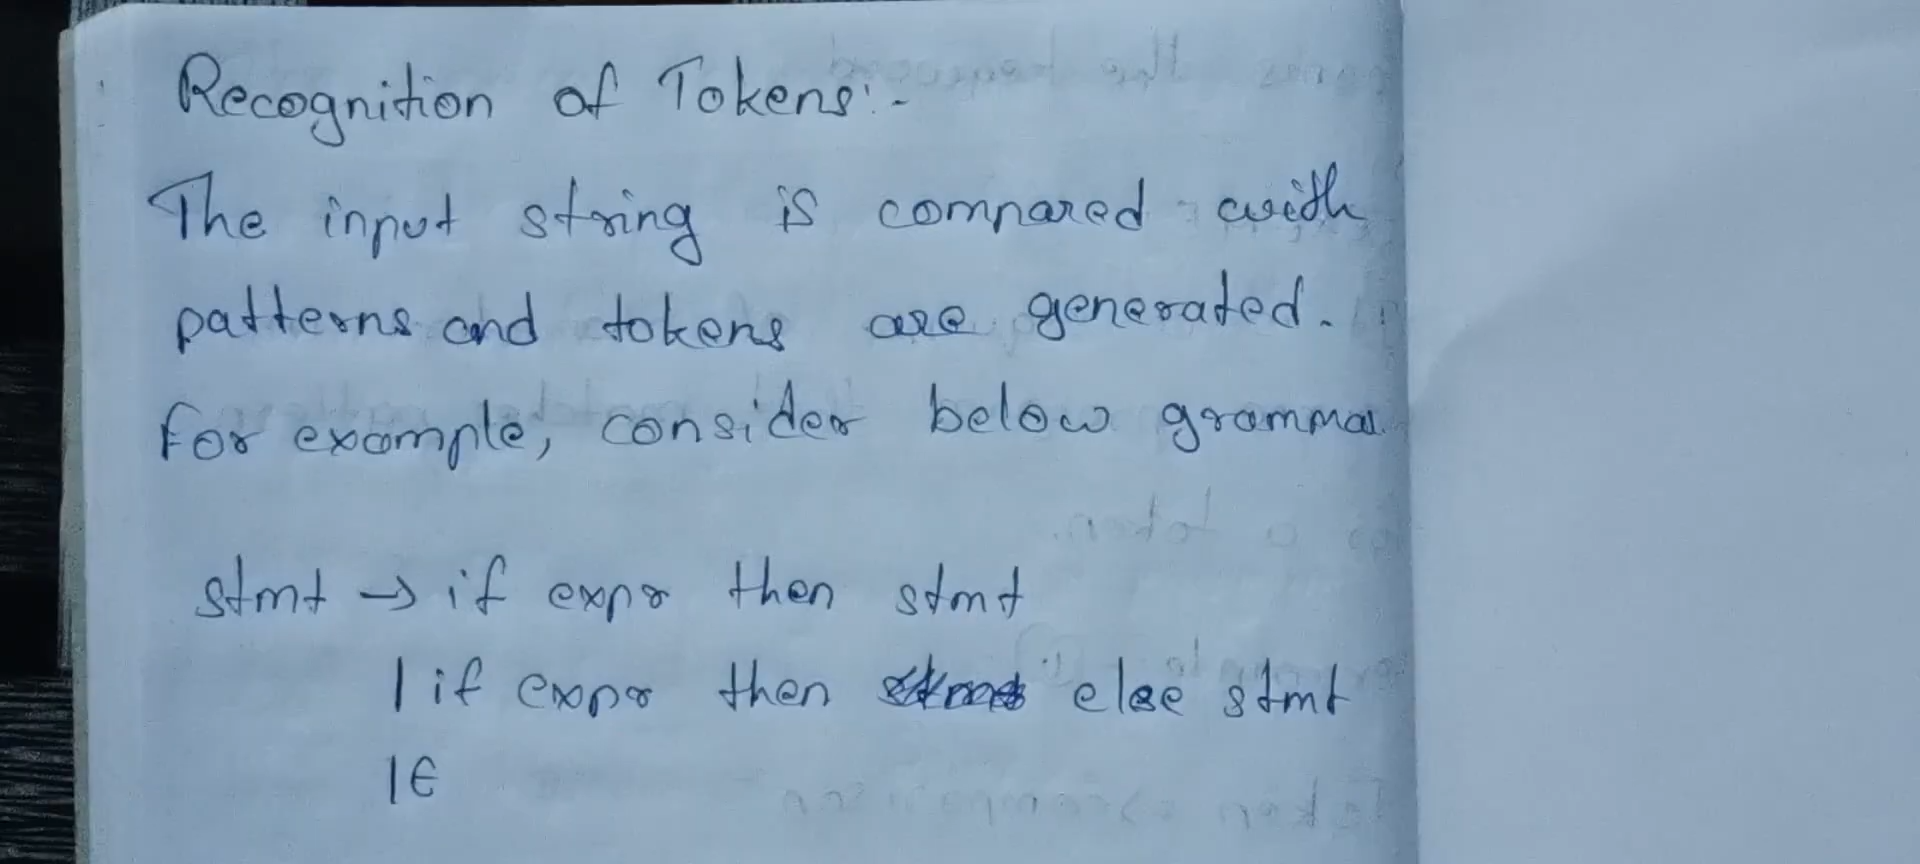 Recognition of Tokens:-
The input string is compared with
patterns and tokens are generated.
For example, consider below grammar
stmt → if expr then stmt
| if expr then stmt else stmt
| ∈